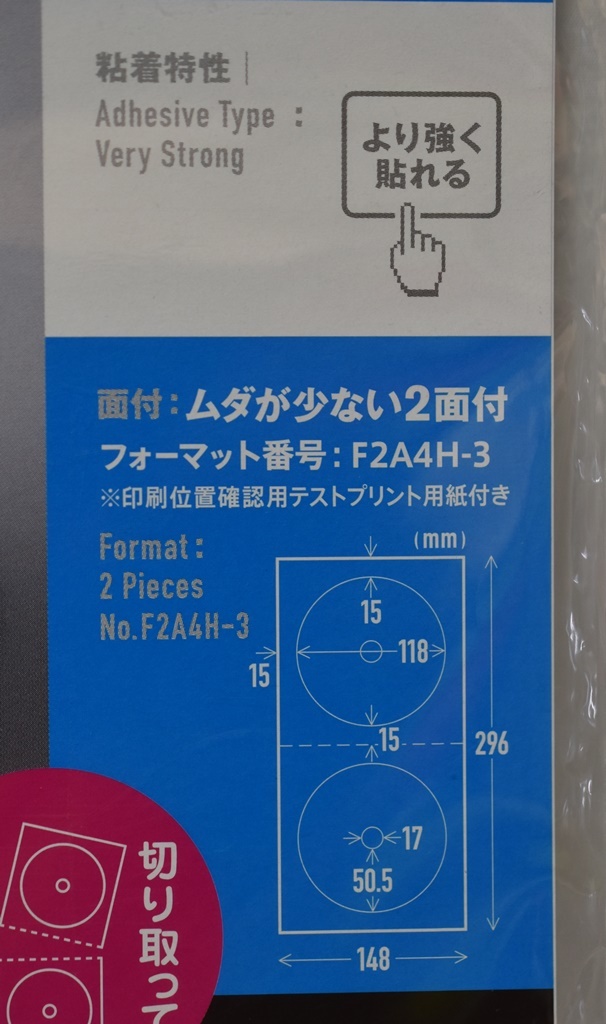 粘着特性
Adhesive Type :
Very Strong
より強く
貼れる
面付:ムダが少ない2面付
フォーマット番号:F2A4H-3
※印刷位置確認用テストプリント用紙付き
Format:
2 Pieces
No.F2A4H-3
(mm)
15
118
15
15
296
17
50.5
148
切り取って